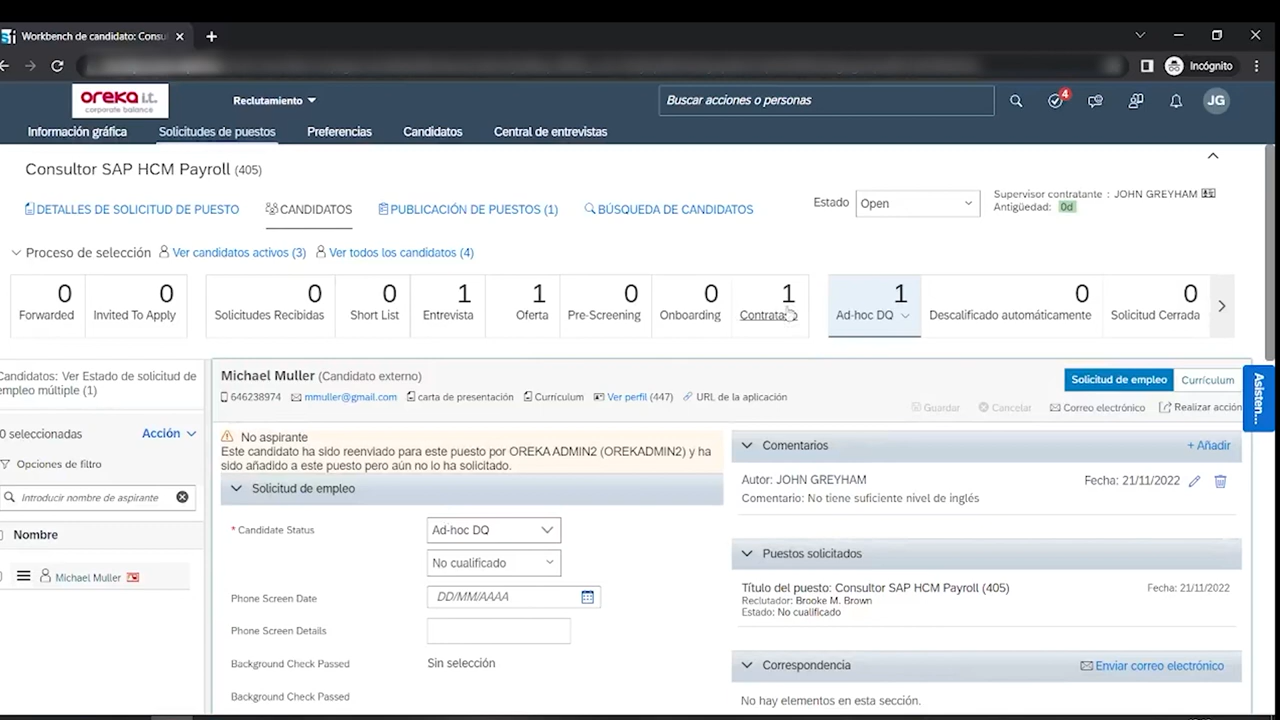 Workbench de candidato: Consu
Incógnito
oreka i.t.
corporate balance
Reclutamiento
Buscar acciones o personas
4
JG
Información gráfica
Solicitudes de puestos
Preferencias
Candidatos
Central de entrevistas
Consultor SAP HCM Payroll (405)
DETALLES DE SOLICITUD DE PUESTO
CANDIDATOS
PUBLICACIÓN DE PUESTOS (1)
BÚSQUEDA DE CANDIDATOS
Estado
Open
Supervisor contratante : JOHN GREYHAM
Antigüedad: 0d
Proceso de selección
Ver candidatos activos (3)
Ver todos los candidatos (4)
0
Forwarded
0
Invited To Apply
0
Solicitudes Recibidas
0
Short List
1
Entrevista
1
Oferta
0
Pre-Screening
0
Onboarding
1
Contratado
1
Ad-hoc DQ
0
Descalificado automáticamente
0
Solicitud Cerrada
Candidatos: Ver Estado de solicitud de
empleo múltiple (1)
0 seleccionadas
Acción
Opciones de filtro
Introducir nombre de aspirante
Nombre
Michael Muller
Michael Muller (Candidato externo)
646238974
mmuller@gmail.com
carta de presentación
Currículum
Ver perfil (447)
URL de la aplicación
Solicitud de empleo
Currículum
Guardar
Cancelar
Correo electrónico
Realizar acción
Asisten...
No aspirante
Este candidato ha sido reenviado para este puesto por OREKA ADMIN2 (OREKADMIN2) y ha
sido añadido a este puesto pero aún no lo ha solicitado.
Solicitud de empleo
* Candidate Status
Ad-hoc DQ
No cualificado
Phone Screen Date
DD/MM/AAAA
Phone Screen Details
Background Check Passed
Sin selección
Background Check Passed
Comentarios
+ Añadir
Autor: JOHN GREYHAM
Fecha: 21/11/2022
Comentario: No tiene suficiente nivel de inglés
Puestos solicitados
Título del puesto: Consultor SAP HCM Payroll (405)
Fecha: 21/11/2022
Reclutador: Brooke M. Brown
Estado: No cualificado
Correspondencia
Enviar correo electrónico
No hay elementos en esta sección.